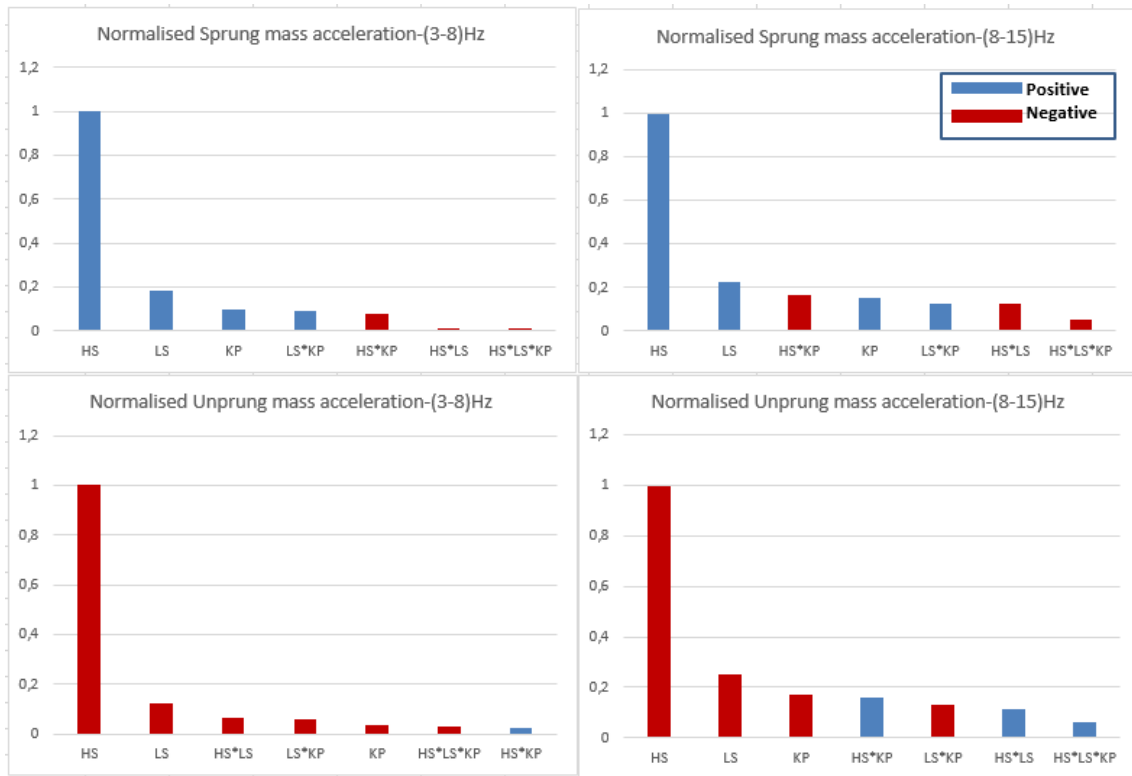 Normalised Sprung mass acceleration-(3-8)Hz
1,2
1
0,8
0,6
0,4
0,2
0
HS LS KP LS*KP HS*KP HS*LS HS*LS*KP
Normalised Sprung mass acceleration-(8-15)Hz
Positive
Negative
1,2
1
0,8
0,6
0,4
0,2
0
HS LS HS*KP KP LS*KP HS*LS HS*LS*KP
Normalised Unprung mass acceleration-(3-8)Hz
1,2
1
0,8
0,6
0,4
0,2
0
HS LS HS*LS LS*KP KP HS*LS*KP HS*KP
Normalised Unprung mass acceleration-(8-15)Hz
1,2
1
0,8
0,6
0,4
0,2
0
HS LS KP HS*KP LS*KP HS*LS HS*LS*KP